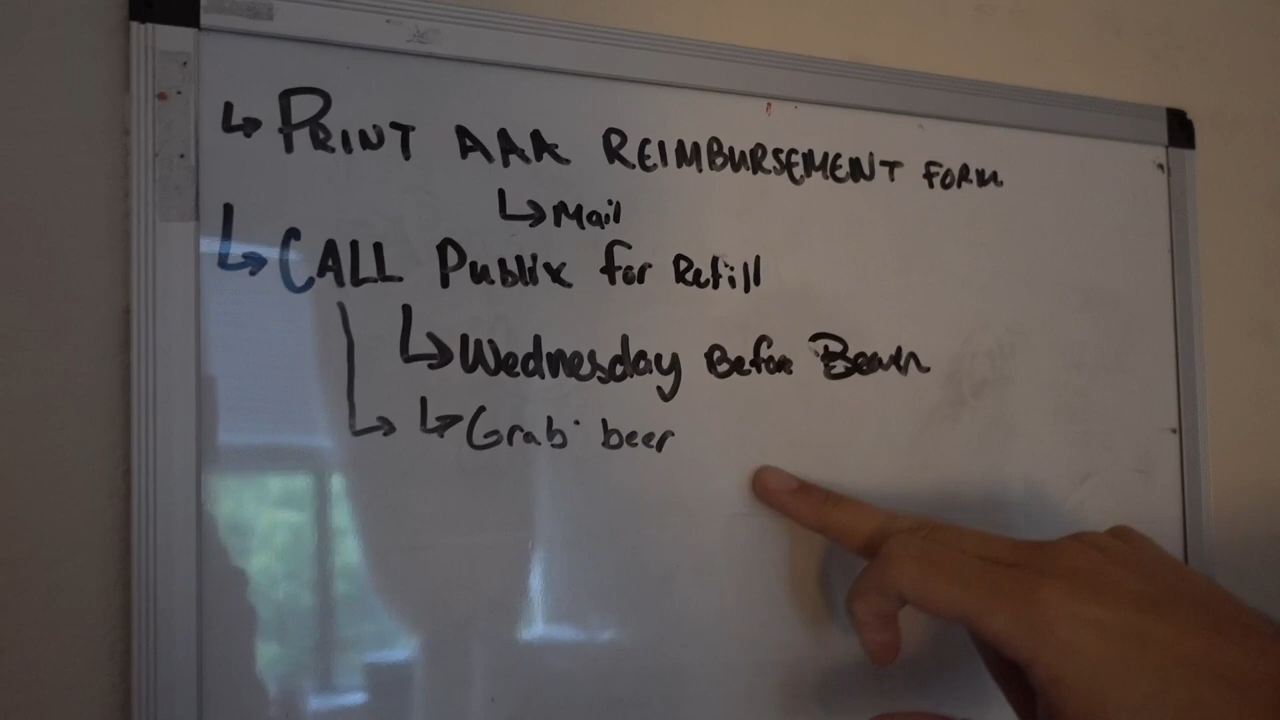 ↳ PRINT AAA REIMBURSEMENT FORM
↳ Mail
↳ CALL Publix for Refill
↳ Wednesday Before Beach
↳ ↳ Grab beer